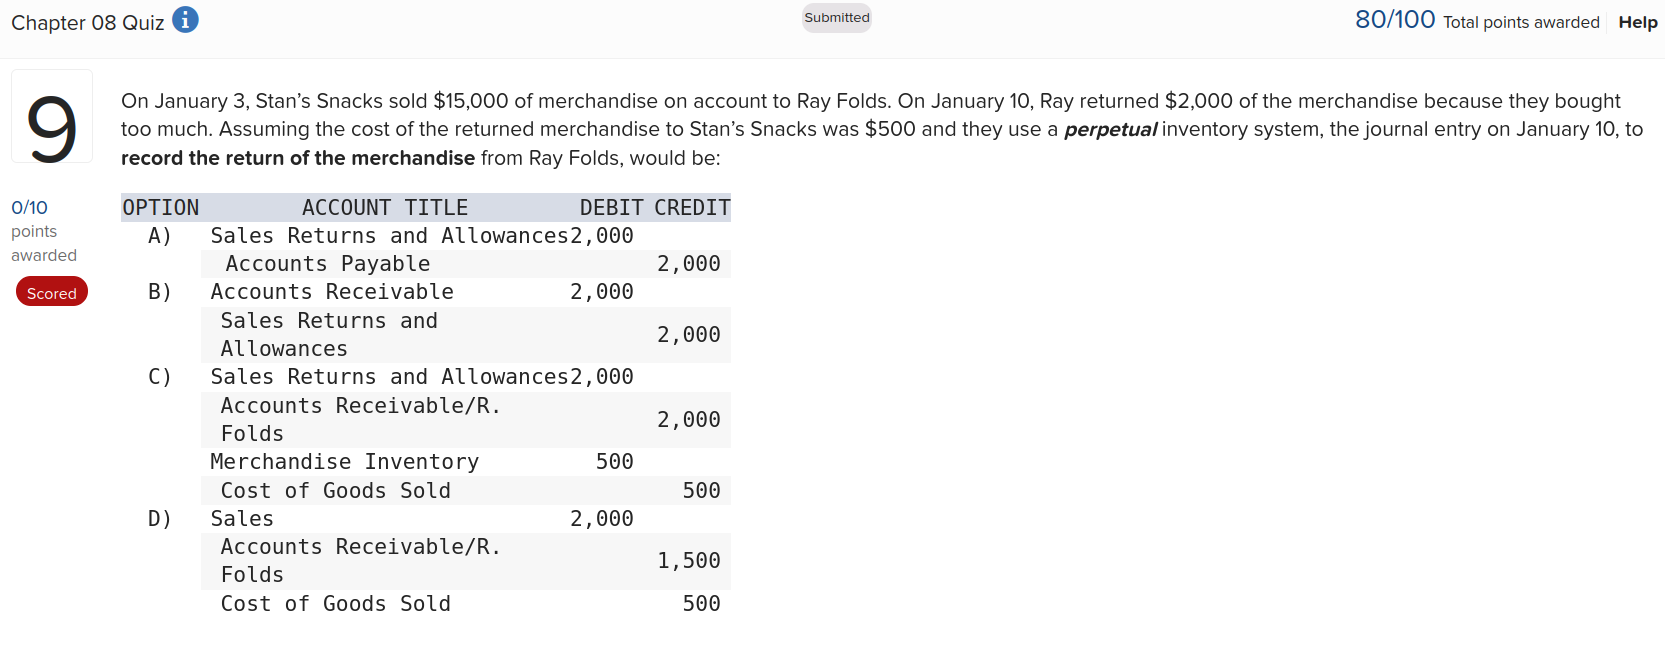 Chapter 08 Quiz i
Submitted
80/100 Total points awarded Help
9
0/10
points
awarded
Scored
On January 3, Stan’s Snacks sold $15,000 of merchandise on account to Ray Folds. On January 10, Ray returned $2,000 of the merchandise because they bought
too much. Assuming the cost of the returned merchandise to Stan’s Snacks was $500 and they use a perpetual inventory system, the journal entry on January 10, to
record the return of the merchandise from Ray Folds, would be:
OPTION ACCOUNT TITLE DEBIT CREDIT
A) Sales Returns and Allowances 2,000
Accounts Payable 2,000
B) Accounts Receivable 2,000
Sales Returns and
Allowances 2,000
C) Sales Returns and Allowances 2,000
Accounts Receivable/R.
Folds 2,000
Merchandise Inventory 500
Cost of Goods Sold 500
D) Sales 2,000
Accounts Receivable/R.
Folds 1,500
Cost of Goods Sold 500